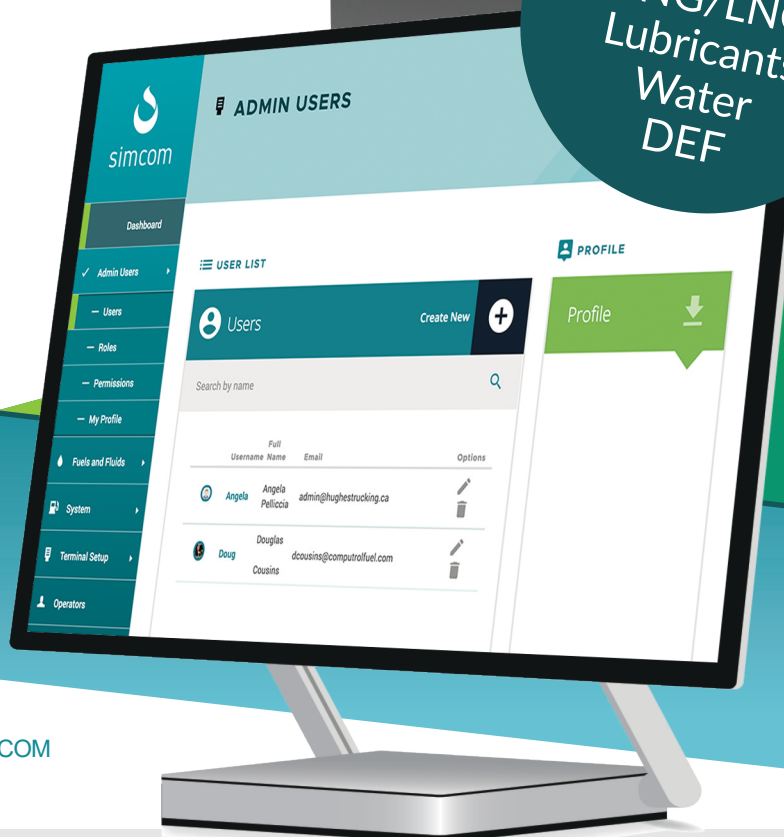 NG/LNG
Lubricants
Water
DEF
simcom
ADMIN USERS
Dashboard
Admin Users
Users
Roles
Permissions
My Profile
Fuels and Fluids
System
Terminal Setup
Operators
USER LIST
Users
Create New
Search by name
Username Full Name Email Options
Angela Angela Pelliccia admin@hughestrucking.ca
Doug Douglas Cousins dcousins@computrolfuel.com
PROFILE
Profile
COM